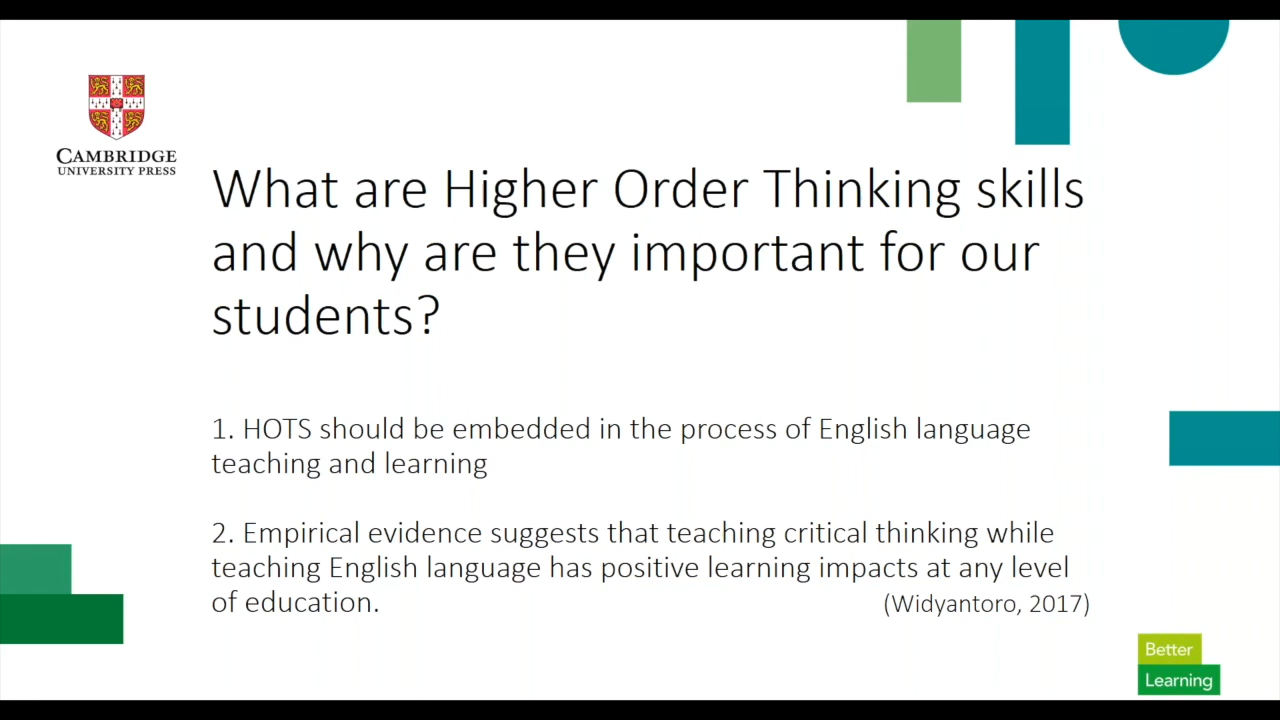 CAMBRIDGE
UNIVERSITY PRESS
What are Higher Order Thinking skills
and why are they important for our
students?
1. HOTS should be embedded in the process of English language
teaching and learning
2. Empirical evidence suggests that teaching critical thinking while
teaching English language has positive learning impacts at any level
of education.
(Widyantoro, 2017)
Better
Learning